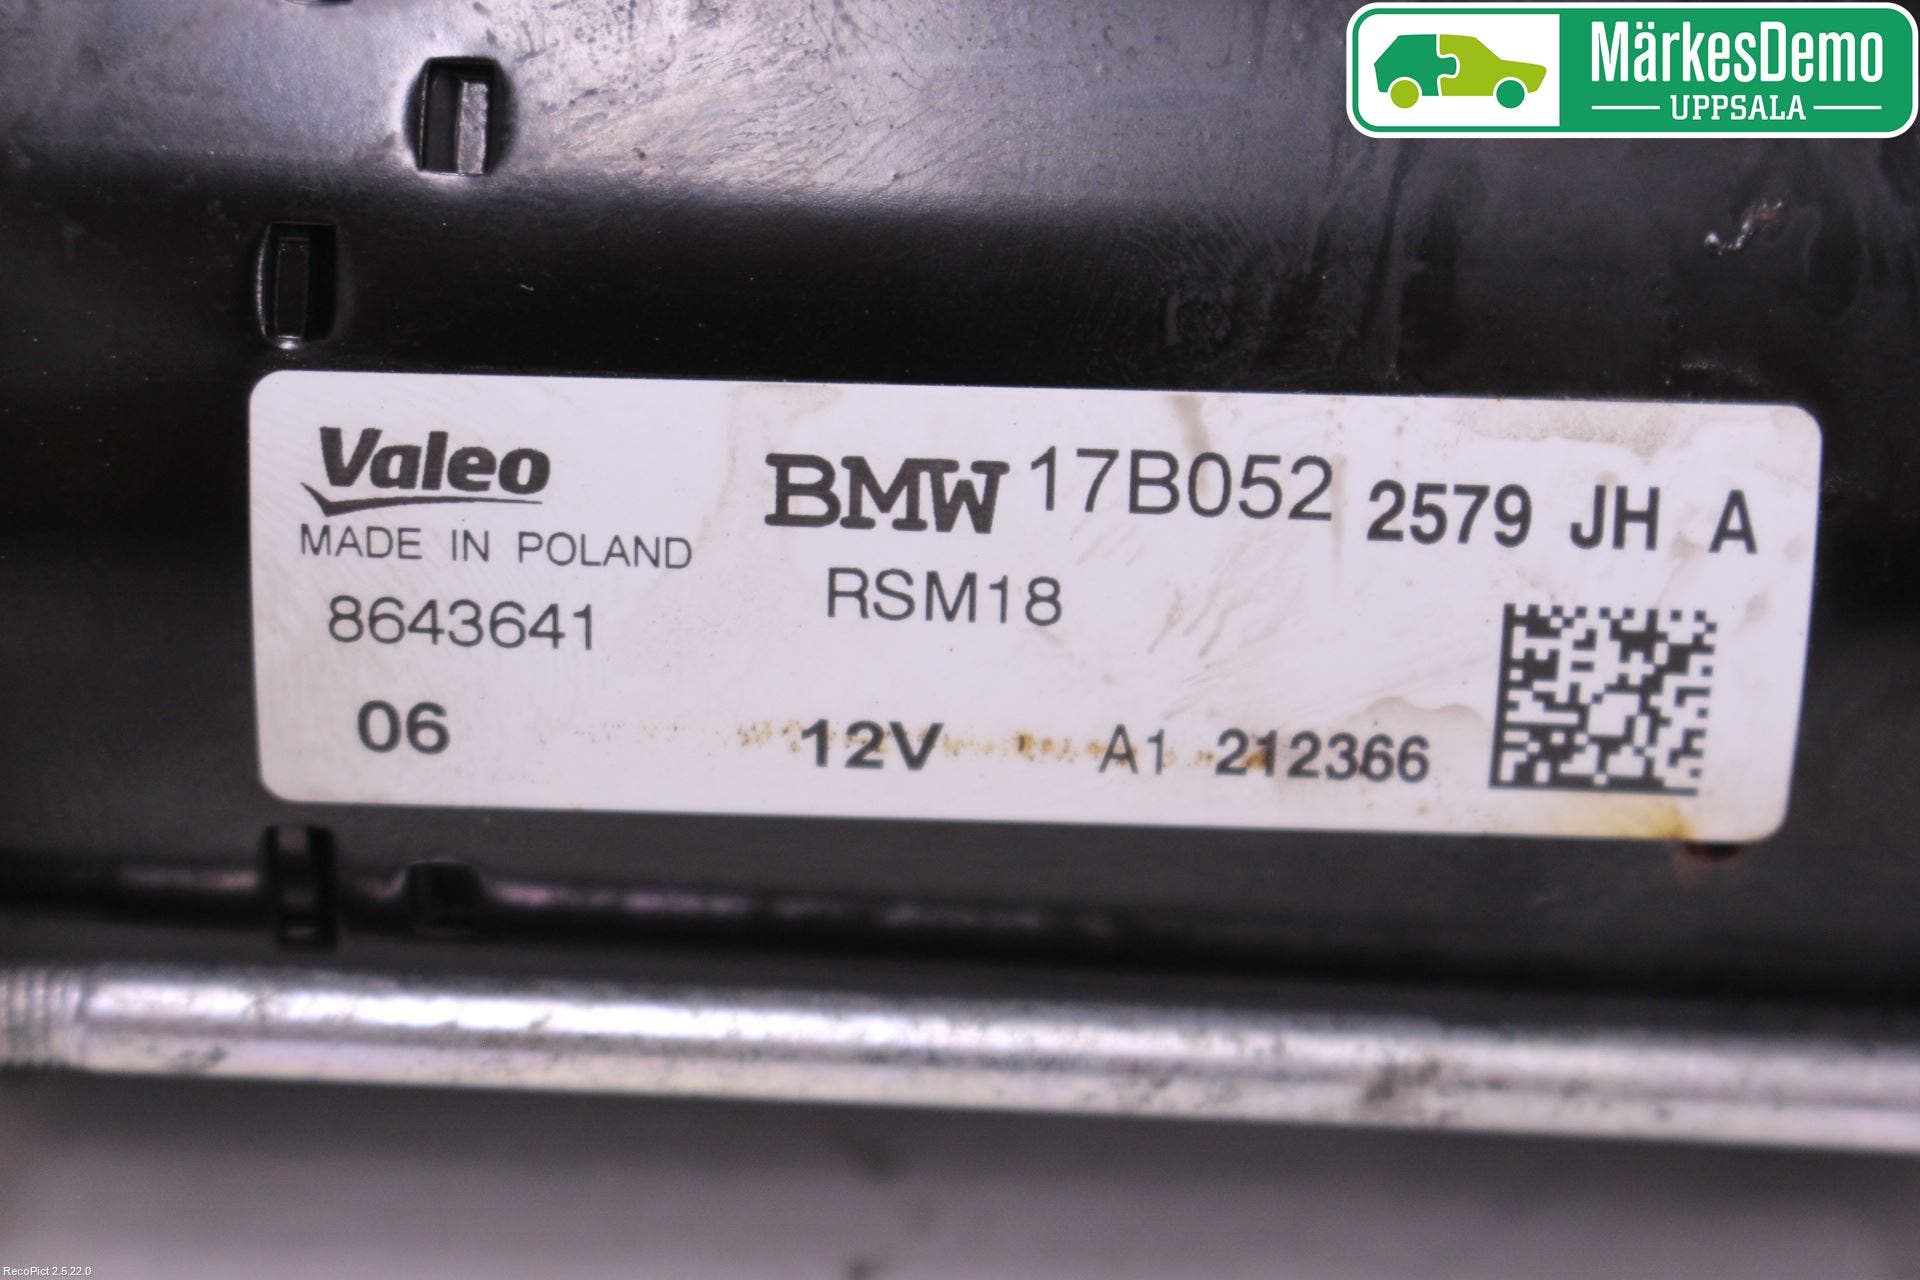 MärkesDemo
UPPSALA
Valeo BMW 17B052 2579 JH A
MADE IN POLAND
8643641 RSM18
06 12V A1 212366
RecoPict 2.5.22.0